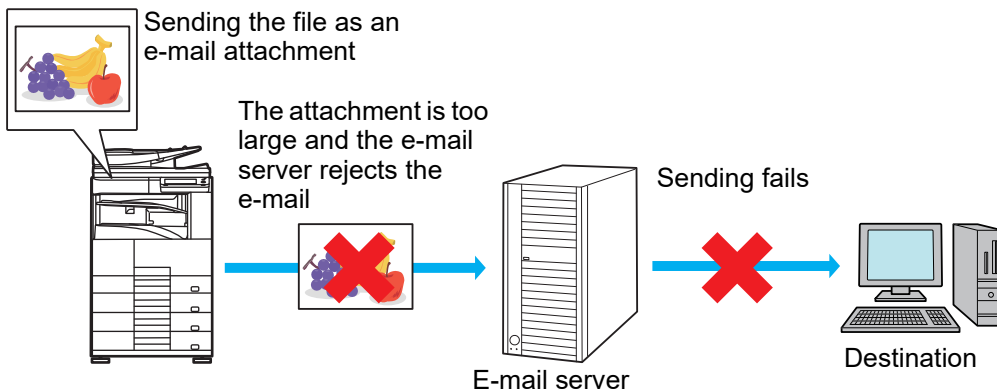 Sending the file as an
e-mail attachment
The attachment is too
large and the e-mail
server rejects the
e-mail
Sending fails
E-mail server
Destination